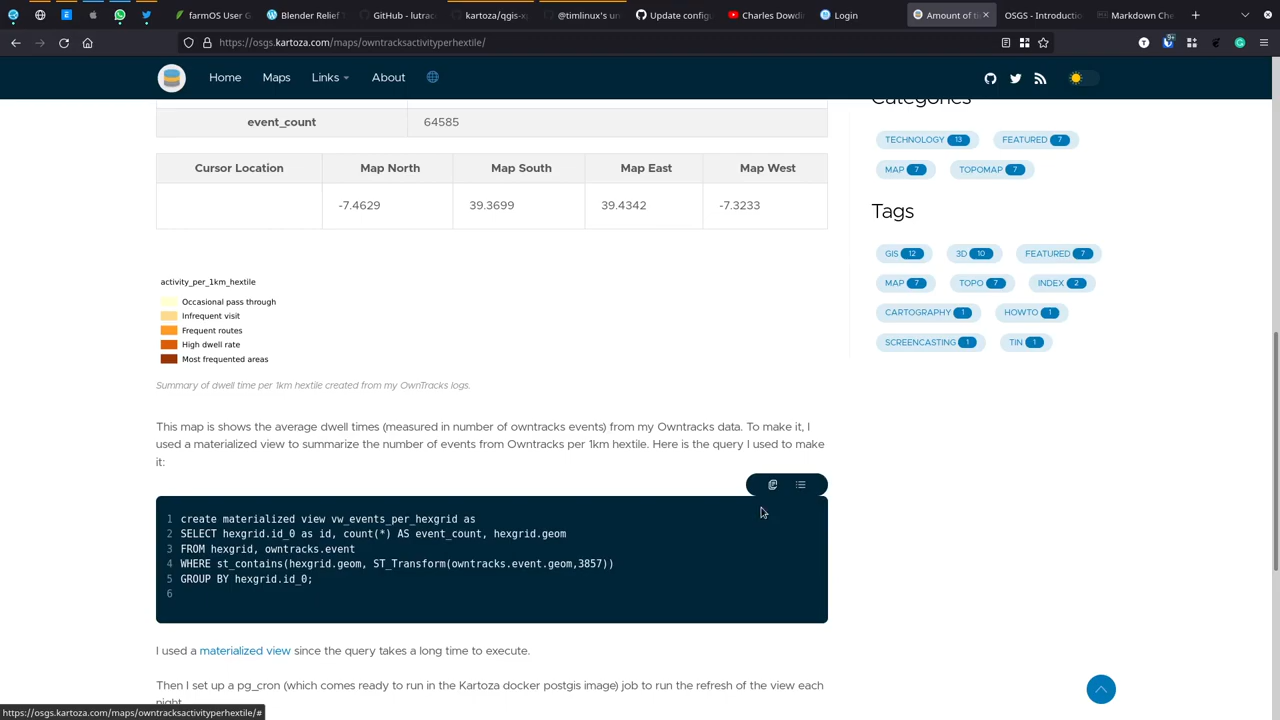 farmOS User G
Blender Relief
GitHub - lutrac
kartoza/qgis-x
@timlinux's un
Update configu
Charles Dowdi
Login
Amount of ti
OSGS - Introductio
Markdown Che
https://osgs.kartoza.com/maps/owntracksactivityperhextile/
Home Maps Links About
Categories
event_count 64585
TECHNOLOGY 13 FEATURED 7
MAP 7 TOPOMAP 7
Cursor Location Map North Map South Map East Map West
-7.4629 39.3699 39.4342 -7.3233
Tags
GIS 12 3D 10 FEATURED 7
MAP 7 TOPO 7 INDEX 2
CARTOGRAPHY 1 HOWTO 1
SCREENCASTING 1 TIN 1
activity_per_1km_hextile
Occasional pass through
Infrequent visit
Frequent routes
High dwell rate
Most frequented areas
Summary of dwell time per 1km hextile created from my OwnTracks logs.
This map is shows the average dwell times (measured in number of owntracks events) from my Owntracks data. To make it, I
used a materialized view to summarize the number of events from Owntracks per 1km hextile. Here is the query I used to make
it:
1 create materialized view vw_events_per_hexgrid as
2 SELECT hexgrid.id_0 as id, count(*) AS event_count, hexgrid.geom
3 FROM hexgrid, owntracks.event
4 WHERE st_contains(hexgrid.geom, ST_Transform(owntracks.event.geom,3857))
5 GROUP BY hexgrid.id_0;
6
I used a materialized view since the query takes a long time to execute.
Then I set up a pg_cron (which comes ready to run in the Kartoza docker postgis image) job to run the refresh of the view each
night
https://osgs.kartoza.com/maps/owntracksactivityperhextile/#